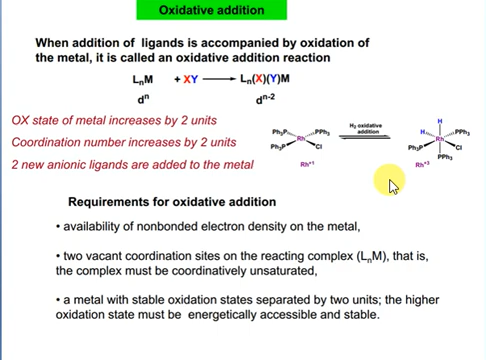 Oxidative addition
When addition of ligands is accompanied by oxidation of
the metal, it is called an oxidative addition reaction
LnM + XY Ln(X)(Y)M
dn dn-2
OX state of metal increases by 2 units
Coordination number increases by 2 units
2 new anionic ligands are added to the metal
Ph3P PPh3
Rh
Ph3P Cl
Rh+1
H2 oxidative
addition
H
H PPh3
Rh
Ph3P Cl
PPh3
Rh+3
Requirements for oxidative addition
• availability of nonbonded electron density on the metal,
• two vacant coordination sites on the reacting complex (LnM), that is,
the complex must be coordinatively unsaturated,
• a metal with stable oxidation states separated by two units; the higher
oxidation state must be energetically accessible and stable.